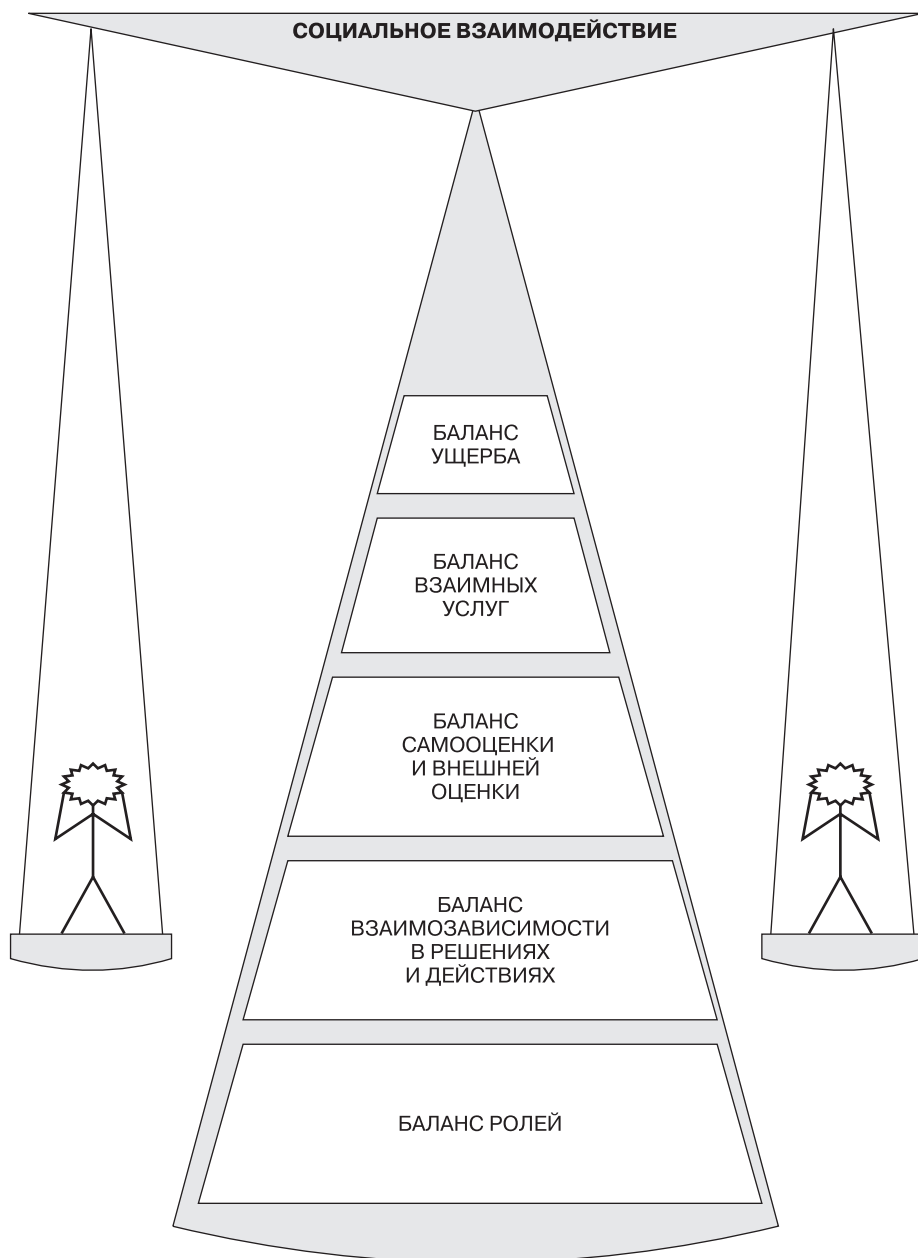 СОЦИАЛЬНОЕ ВЗАИМОДЕЙСТВИЕ
БАЛАНС
УЩЕРБА
БАЛАНС
ВЗАИМНЫХ
УСЛУГ
БАЛАНС
САМООЦЕНКИ
И ВНЕШНЕЙ
ОЦЕНКИ
БАЛАНС
ВЗАИМОЗАВИСИМОСТИ
В РЕШЕНИЯХ
И ДЕЙСТВИЯХ
БАЛАНС РОЛЕЙ